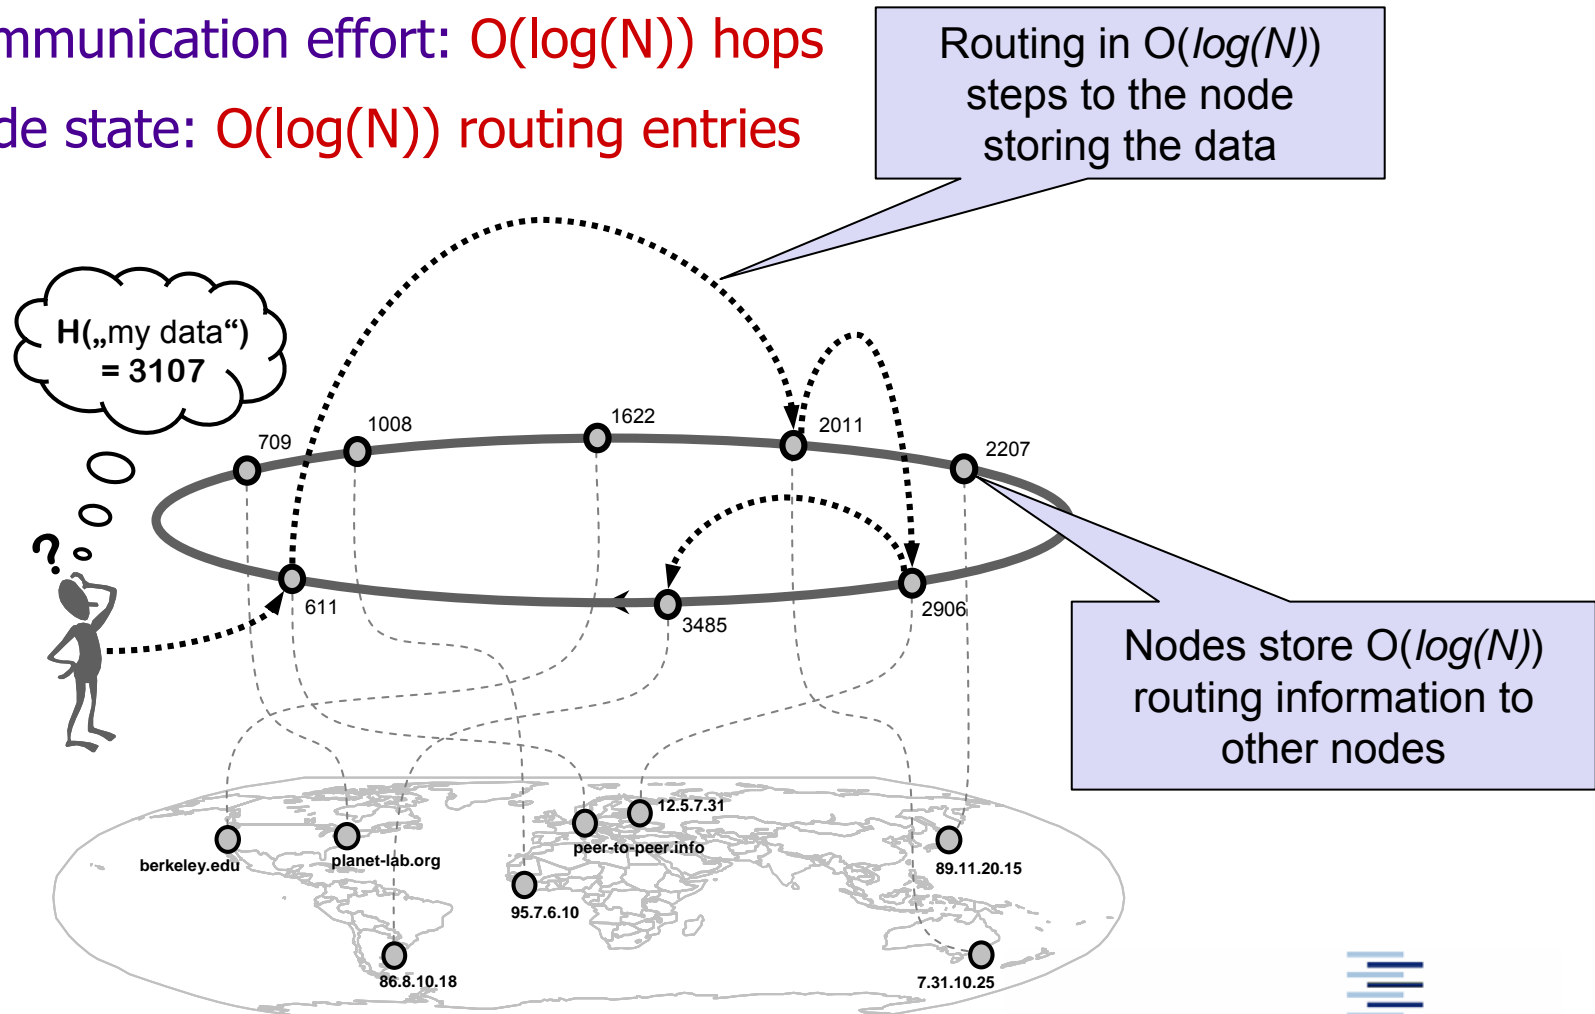 mmunication effort: O(log(N)) hops
de state: O(log(N)) routing entries
Routing in O(log(N))
steps to the node
storing the data
H(„my data“)
= 3107
?
709
1008
1622
2011
2207
611
3485
2906
Nodes store O(log(N))
routing information to
other nodes
12.5.7.31
berkeley.edu
planet-lab.org
peer-to-peer.info
89.11.20.15
95.7.6.10
86.8.10.18
7.31.10.25